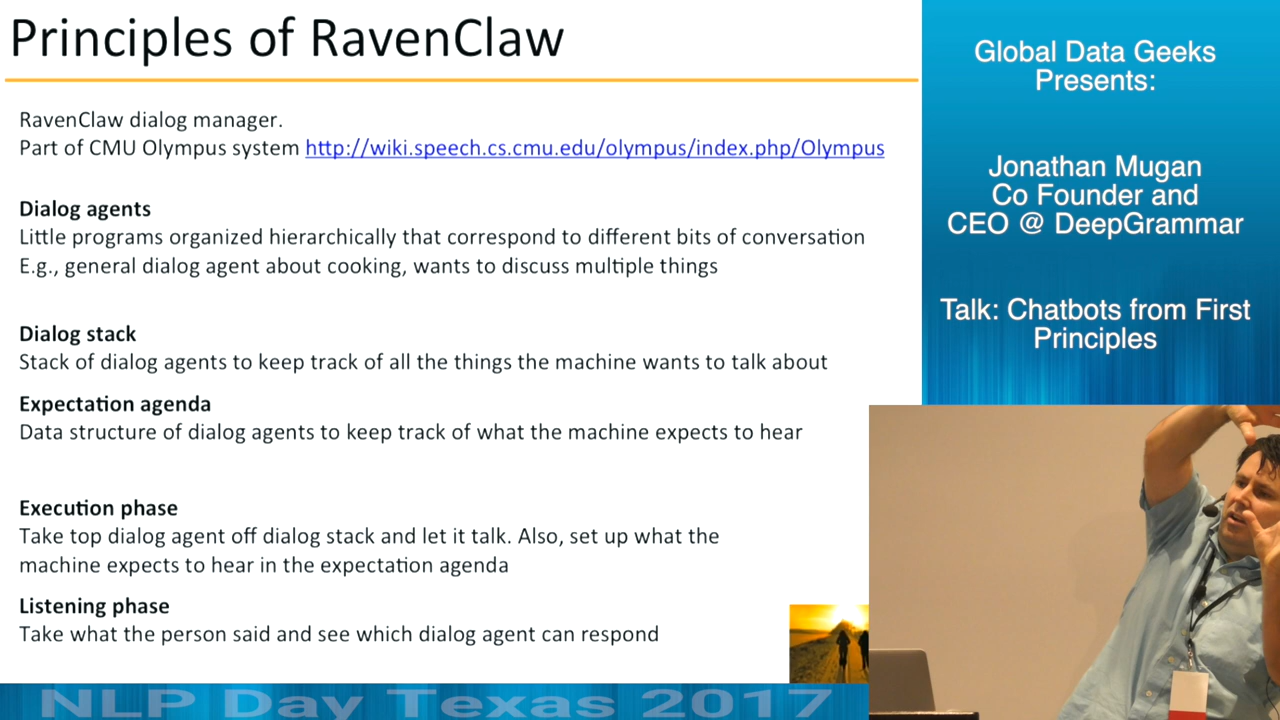 Principles of RavenClaw
RavenClaw dialog manager.
Part of CMU Olympus system http://wiki.speech.cs.cmu.edu/olympus/index.php/Olympus
Dialog agents
Little programs organized hierarchically that correspond to different bits of conversation
E.g., general dialog agent about cooking, wants to discuss multiple things
Dialog stack
Stack of dialog agents to keep track of all the things the machine wants to talk about
Expectation agenda
Data structure of dialog agents to keep track of what the machine expects to hear
Execution phase
Take top dialog agent off dialog stack and let it talk. Also, set up what the
machine expects to hear in the expectation agenda
Listening phase
Take what the person said and see which dialog agent can respond
Global Data Geeks
Presents:
Jonathan Mugan
Co Founder and
CEO @ DeepGrammar
Talk: Chatbots from First
Principles
NLP Day Texas 2017